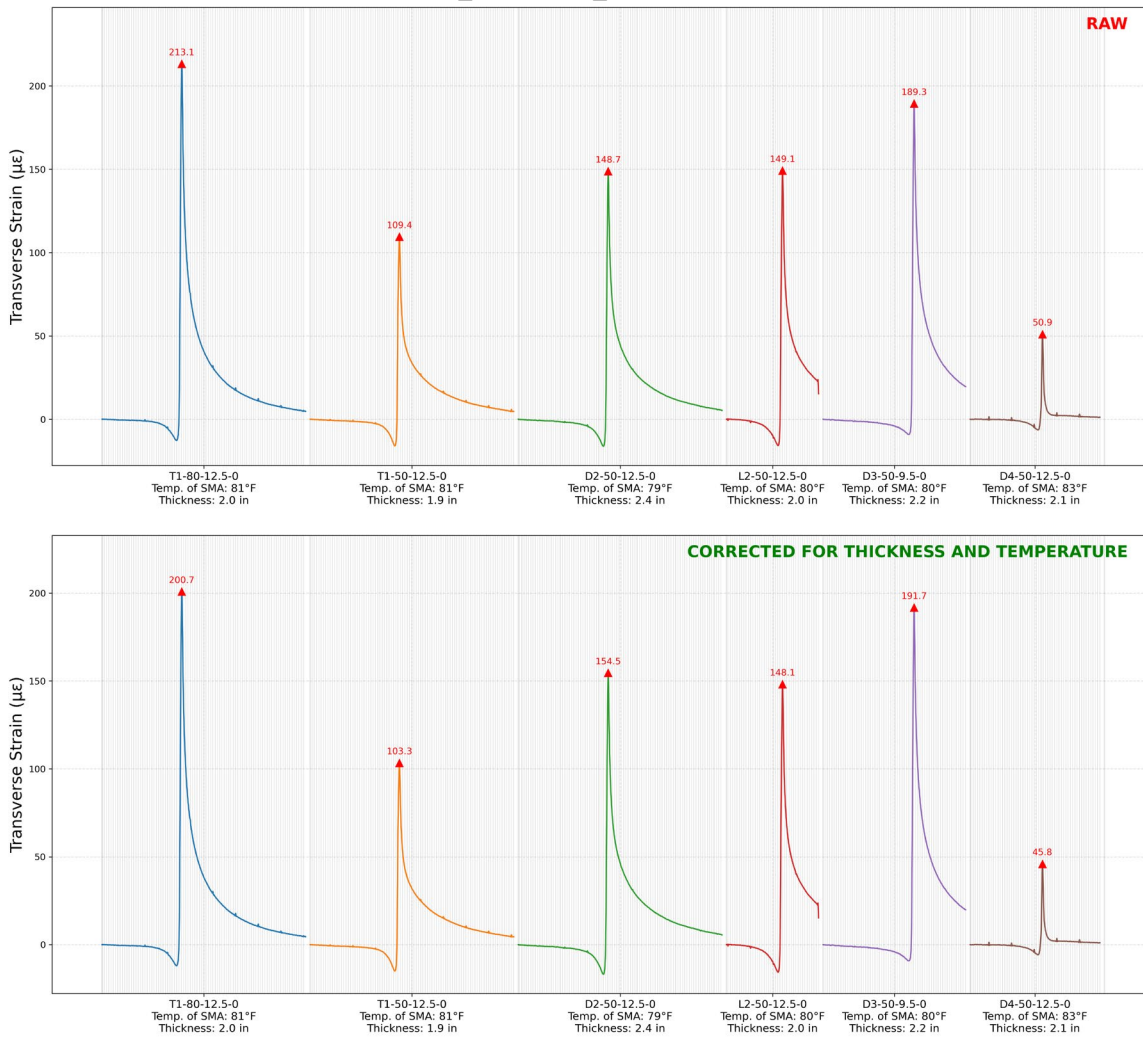 RAW
213.1
189.3
148.7
149.1
109.4
50.9
Transverse Strain (με)
200
150
100
50
0
T1-80-12.5-0
Temp. of SMA: 81°F
Thickness: 2.0 in
T1-50-12.5-0
Temp. of SMA: 81°F
Thickness: 1.9 in
D2-50-12.5-0
Temp. of SMA: 79°F
Thickness: 2.4 in
L2-50-12.5-0
Temp. of SMA: 80°F
Thickness: 2.0 in
D3-50-9.5-0
Temp. of SMA: 80°F
Thickness: 2.2 in
D4-50-12.5-0
Temp. of SMA: 83°F
Thickness: 2.1 in
CORRECTED FOR THICKNESS AND TEMPERATURE
200.7
191.7
154.5
148.1
103.3
45.8
Transverse Strain (με)
200
150
100
50
0
T1-80-12.5-0
Temp. of SMA: 81°F
Thickness: 2.0 in
T1-50-12.5-0
Temp. of SMA: 81°F
Thickness: 1.9 in
D2-50-12.5-0
Temp. of SMA: 79°F
Thickness: 2.4 in
L2-50-12.5-0
Temp. of SMA: 80°F
Thickness: 2.0 in
D3-50-9.5-0
Temp. of SMA: 80°F
Thickness: 2.2 in
D4-50-12.5-0
Temp. of SMA: 83°F
Thickness: 2.1 in